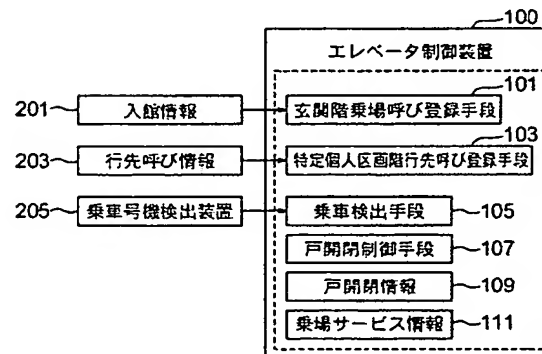 100
エレベータ制御装置
101
201 入館情報 玄関階乗場呼び登録手段
103
203 行先呼び情報 特定個人区画階行先呼び登録手段
205 乗車号機検出装置 乗車検出手段 105
戸開閉制御手段 107
戸開閉情報 109
乗場サービス情報 111